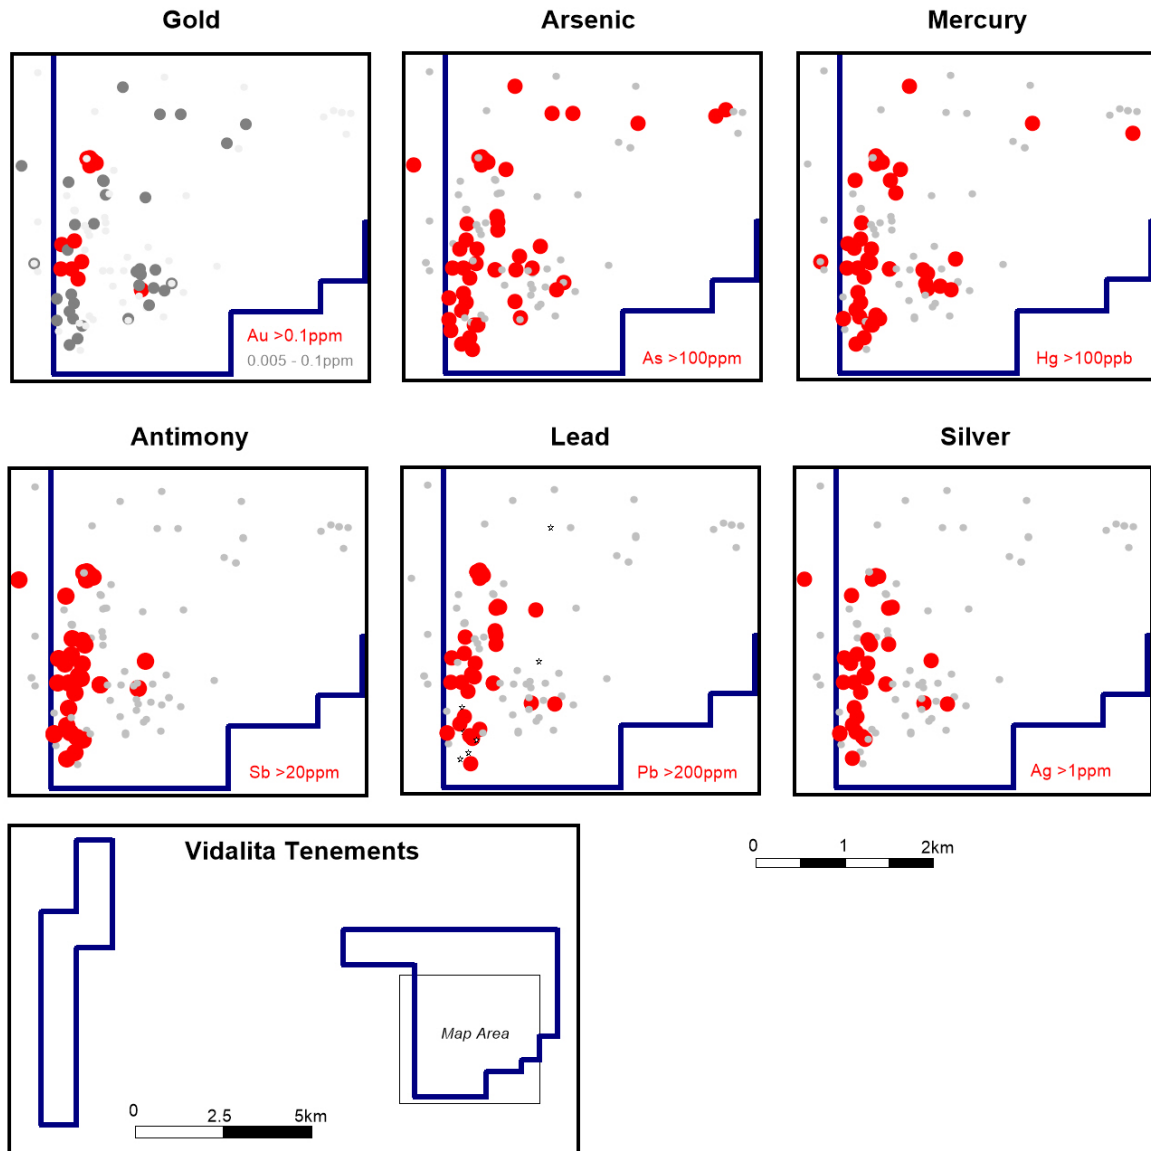 Gold
Arsenic
Mercury
Au >0.1ppm
0.005 - 0.1ppm
As >100ppm
Hg >100ppb
Antimony
Lead
Silver
Sb >20ppm
Pb >200ppm
Ag >1ppm
Vidalita Tenements
0 1 2km
Map Area
0 2.5 5km